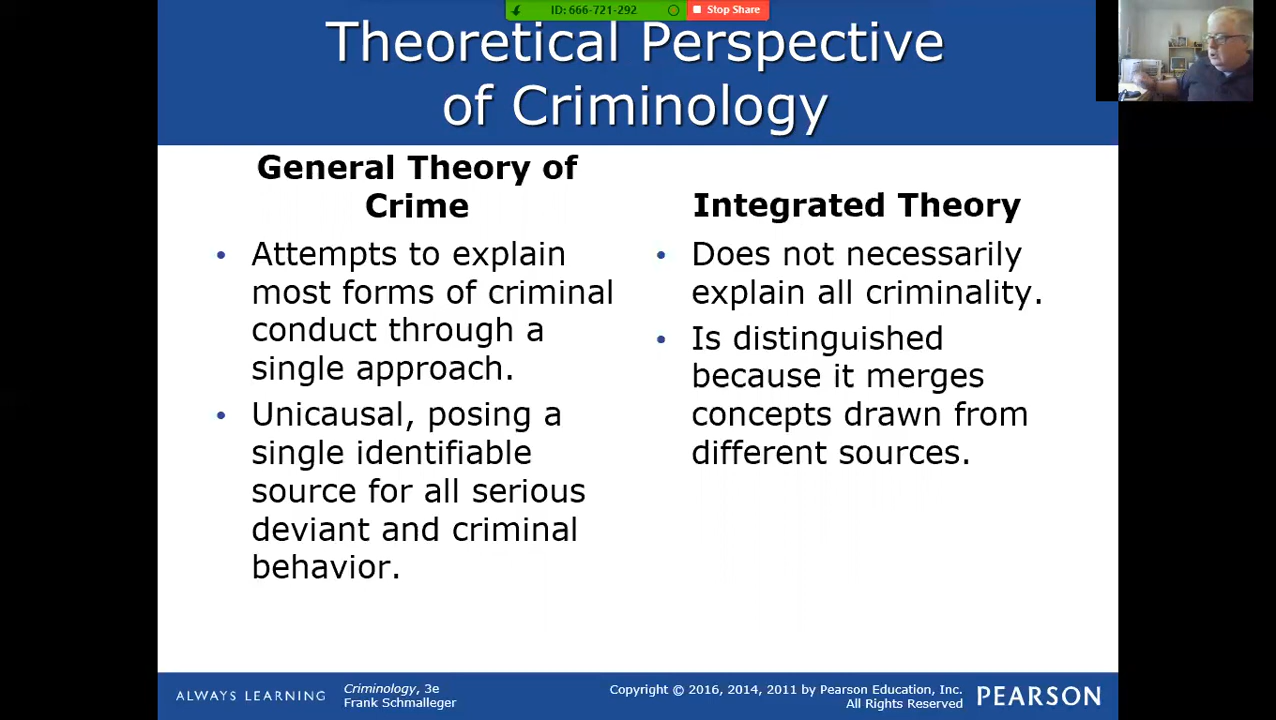 ID: 666-721-292
Stop Share
Theoretical Perspective
of Criminology
General Theory of
Crime
• Attempts to explain
most forms of criminal
conduct through a
single approach.
• Unicausal, posing a
single identifiable
source for all serious
deviant and criminal
behavior.
Integrated Theory
• Does not necessarily
explain all criminality.
• Is distinguished
because it merges
concepts drawn from
different sources.
ALWAYS LEARNING
Criminology, 3e
Frank Schmalleger
Copyright © 2016, 2014, 2011 by Pearson Education, Inc.
All Rights Reserved
PEARSON